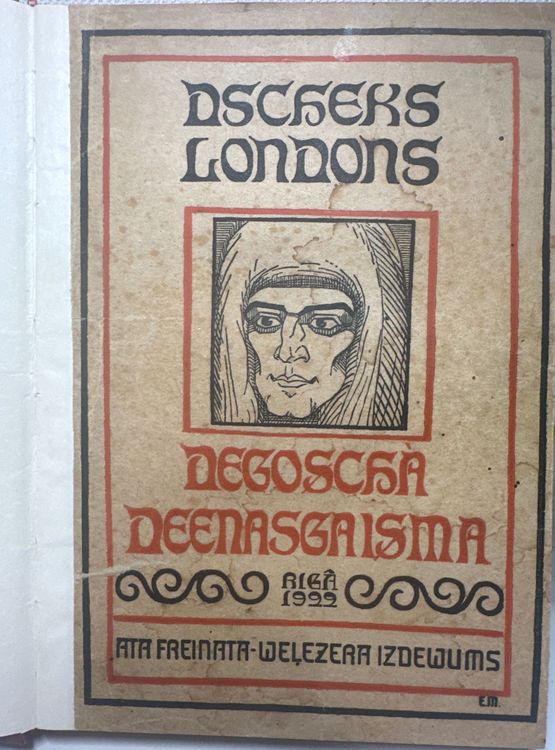 DSCHEKS
LONDONS
DEGOSCHÀ
DEENASGAISMA
RIGÂ
1922
ATA FREINATA-WEĻEZERA IZDEWUMS
E.M.